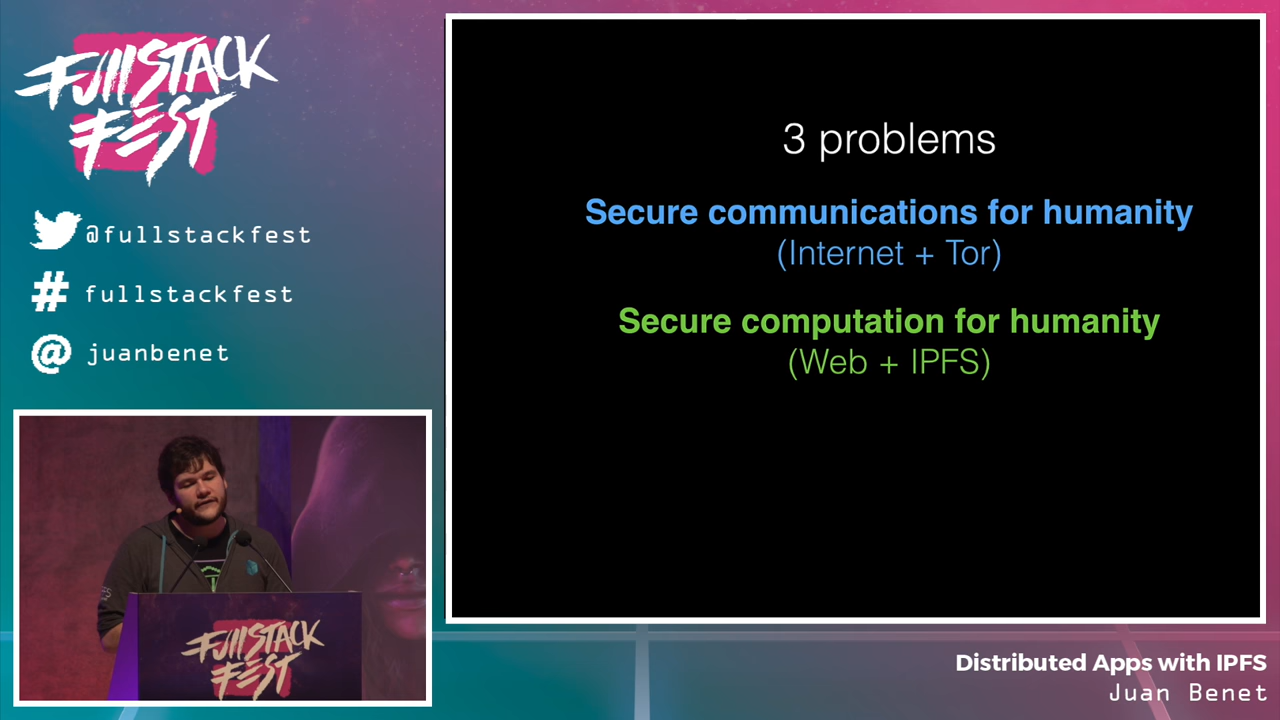 FullSTACK
FEST
@fullstackfest
# fullstackfest
@ juanbenet
3 problems
Secure communications for humanity
(Internet + Tor)
Secure computation for humanity
(Web + IPFS)
FullSTACK
FEST
Distributed Apps with IPFS
Juan Benet